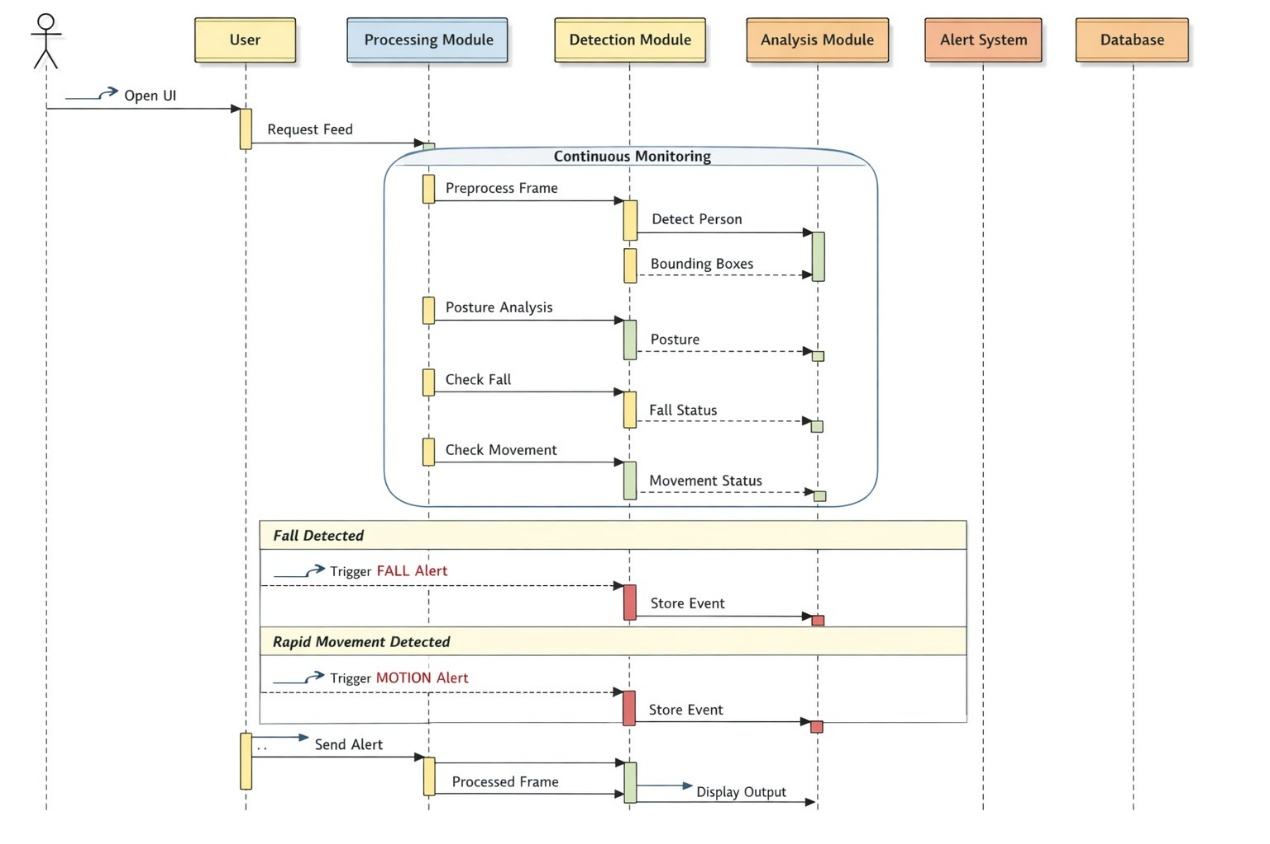 User
Processing Module
Detection Module
Analysis Module
Alert System
Database
Open UI
Request Feed
Continuous Monitoring
Preprocess Frame
Detect Person
Bounding Boxes
Posture Analysis
Posture
Check Fall
Fall Status
Check Movement
Movement Status
Fall Detected
Trigger FALL Alert
Store Event
Rapid Movement Detected
Trigger MOTION Alert
Store Event
.. Send Alert
Processed Frame
Display Output